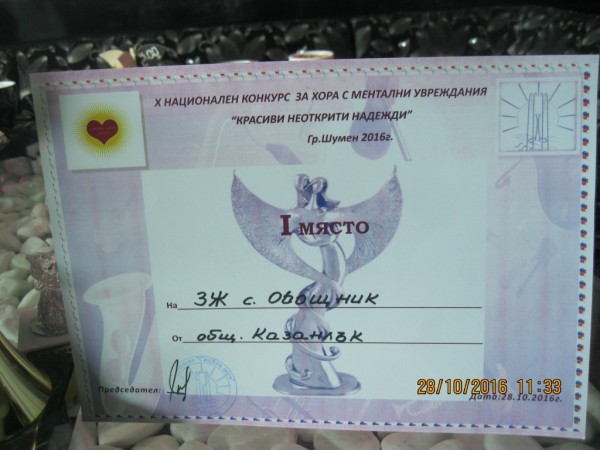 X НАЦИОНАЛЕН КОНКУРС ЗА ХОРА С МЕНТАЛНИ УВРЕЖДАНИЯ
“КРАСИВИ НЕОТКРИТИ НАДЕЖДИ”
Гр.Шумен 2016г.
I МЯСТО
На ЗЖ с. Овощник
От общ. Казанлък
Председател:
28/10/2016 11:33
Дата:28.10.2016г.